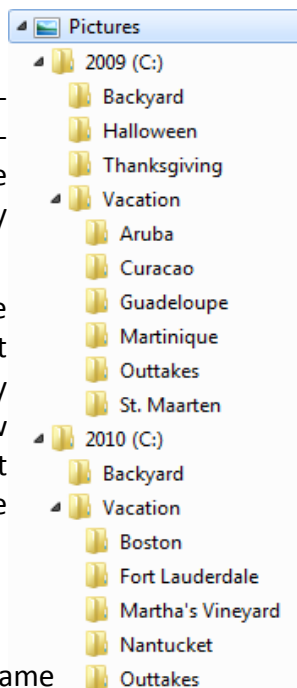 Pictures
2009 (C:)
Backyard
Halloween
Thanksgiving
Vacation
Aruba
Curacao
Guadeloupe
Martinique
Outtakes
St. Maarten
2010 (C:)
Backyard
Vacation
Boston
Fort Lauderdale
Martha's Vineyard
Nantucket
ame
Outtakes